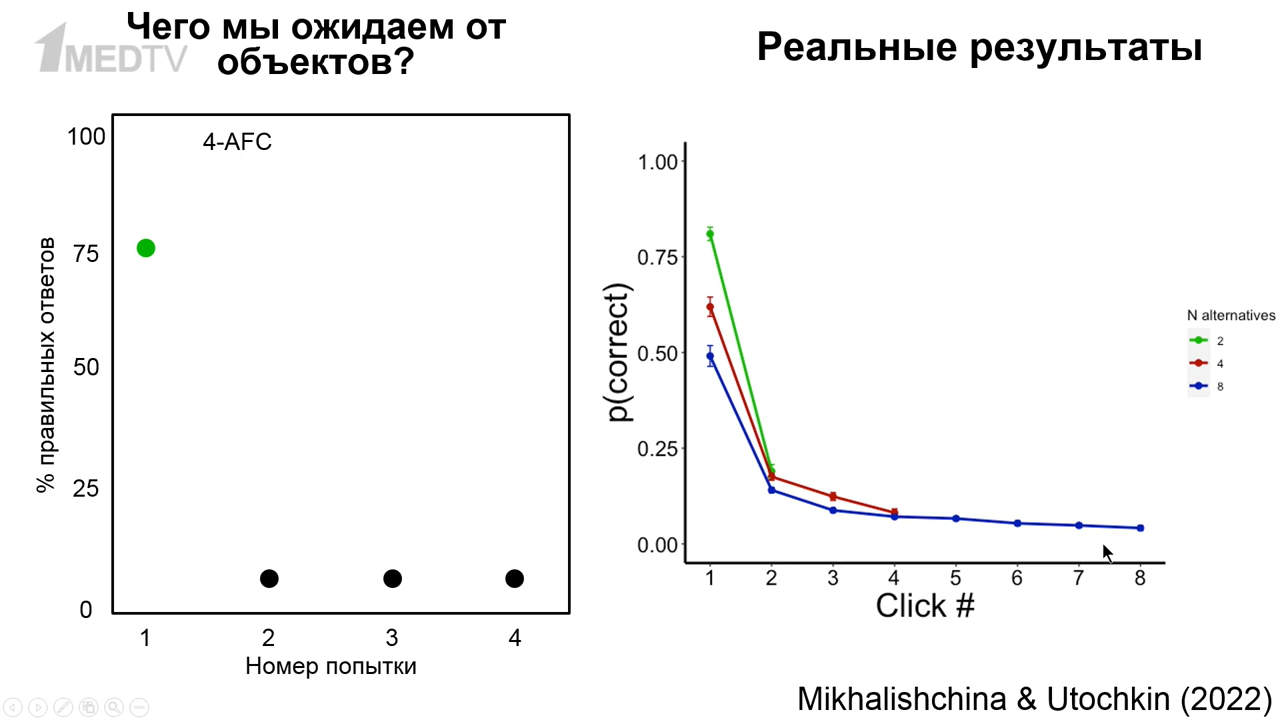 1MEDTV
Чего мы ожидаем от
объектов?
4-AFC
100
75
50
25
0
% правильных ответов
1 2 3 4
Номер попытки
Реальные результаты
1.00
0.75
0.50
0.25
0.00
p(correct)
1 2 3 4 5 6 7 8
Click #
N alternatives
2
4
8
Mikhalishchina & Utochkin (2022)